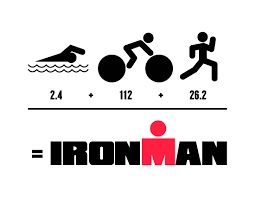 2.4 + 112 + 26.2
= IRONMAN